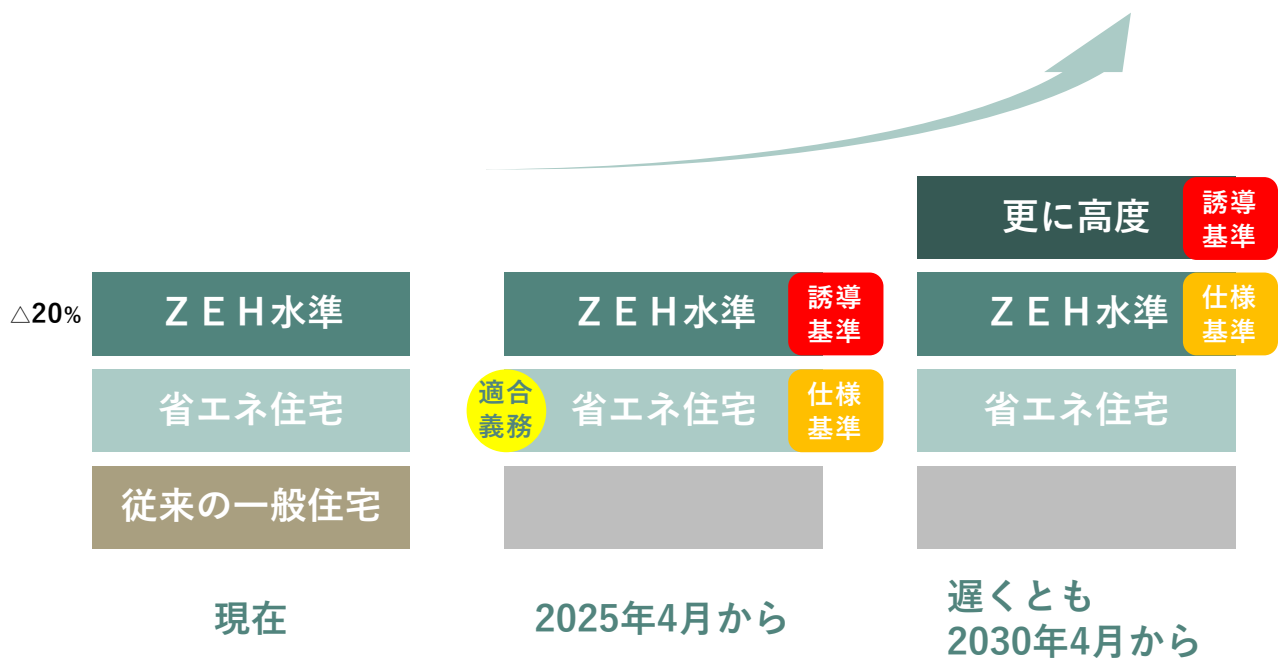 更に高度
誘導
基準
△20%
ＺＥＨ水準
ＺＥＨ水準
誘導
基準
ＺＥＨ水準
仕様
基準
省エネ住宅
適合
義務
省エネ住宅
仕様
基準
省エネ住宅
従来の一般住宅
現在
2025年4月から
遅くとも
2030年4月から